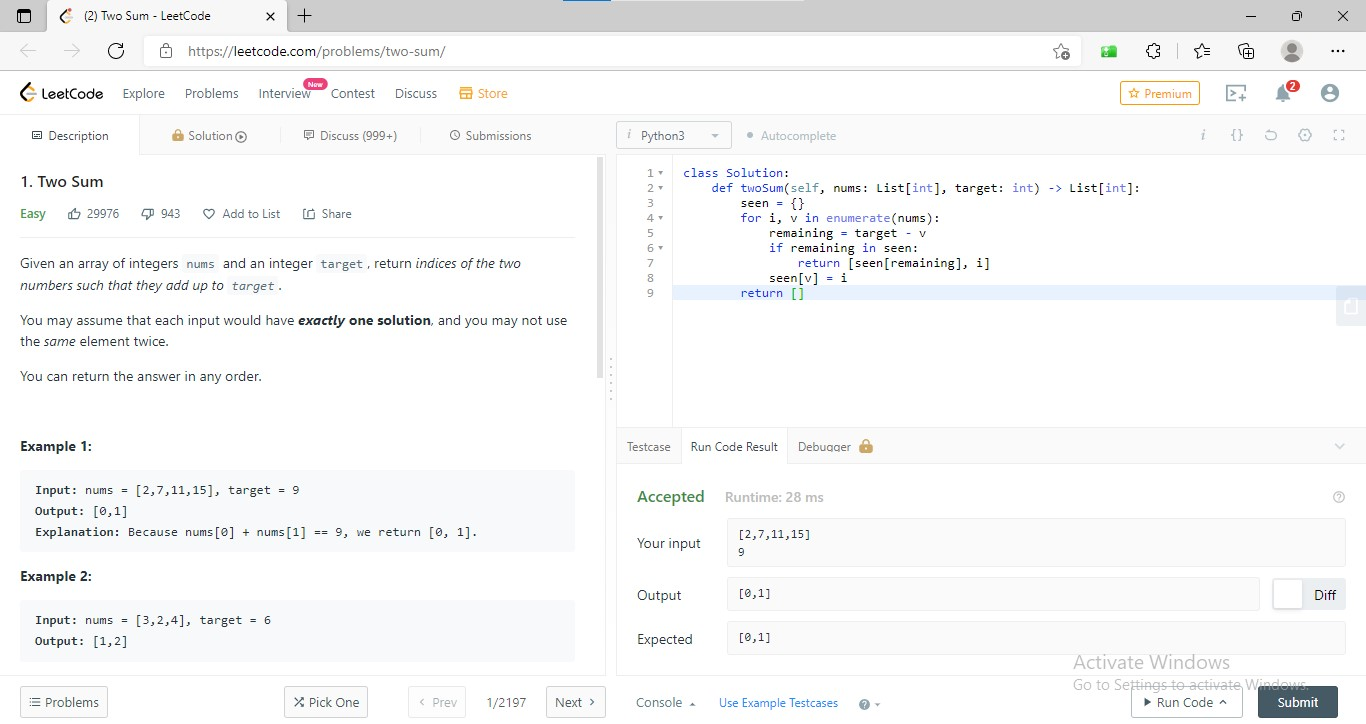 (2) Two Sum - LeetCode
https://leetcode.com/problems/two-sum/
LeetCode Explore Problems Interview New Contest Discuss Store Premium 2
Description Solution Discuss (999+) Submissions
1. Two Sum
Easy 29976 943 Add to List Share
Given an array of integers nums and an integer target, return indices of the two
numbers such that they add up to target.
You may assume that each input would have exactly one solution, and you may not use
the same element twice.
You can return the answer in any order.
Example 1:
Input: nums = [2,7,11,15], target = 9
Output: [0,1]
Explanation: Because nums[0] + nums[1] == 9, we return [0, 1].
Example 2:
Input: nums = [3,2,4], target = 6
Output: [1,2]
Problems Pick One < Prev 1/2197 Next >
i Python3 Autocomplete i {}
1 class Solution:
2 def twoSum(self, nums: List[int], target: int) -> List[int]:
3 seen = {}
4 for i, v in enumerate(nums):
5 remaining = target - v
6 if remaining in seen:
7 return [seen[remaining], i]
8 seen[v] = i
9 return []
Testcase Run Code Result Debugger
Accepted Runtime: 28 ms
Your input
[2,7,11,15]
9
Output [0,1] Diff
Expected [0,1]
Activate Windows
Go to Settings to activate Windows.
Console Use Example Testcases Run Code Submit